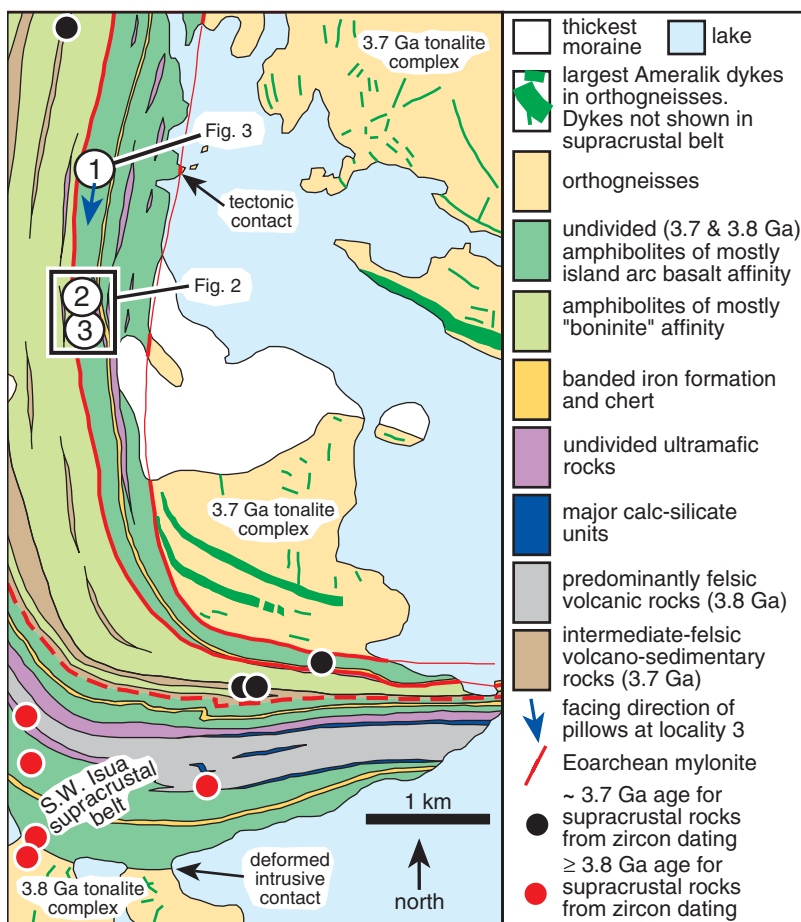 3.7 Ga tonalite
complex
Fig. 3
1
tectonic
contact
Fig. 2
2
3
3.7 Ga tonalite
complex
S.W. Isua
supracrustal
belt
1 km
deformed
intrusive
contact
north
3.8 Ga tonalite
complex
thickest
moraine
lake
largest Ameralik dykes
in orthogneisses.
Dykes not shown in
supracrustal belt
orthogneisses
undivided (3.7 & 3.8 Ga)
amphibolites of mostly
island arc basalt affinity
amphibolites of mostly
"boninite" affinity
banded iron formation
and chert
undivided ultramafic
rocks
major calc-silicate
units
predominantly felsic
volcanic rocks (3.8 Ga)
intermediate-felsic
volcano-sedimentary
rocks (3.7 Ga)
facing direction of
pillows at locality 3
Eoarchean mylonite
~ 3.7 Ga age for
supracrustal rocks
from zircon dating
≥ 3.8 Ga age for
supracrustal rocks
from zircon dating